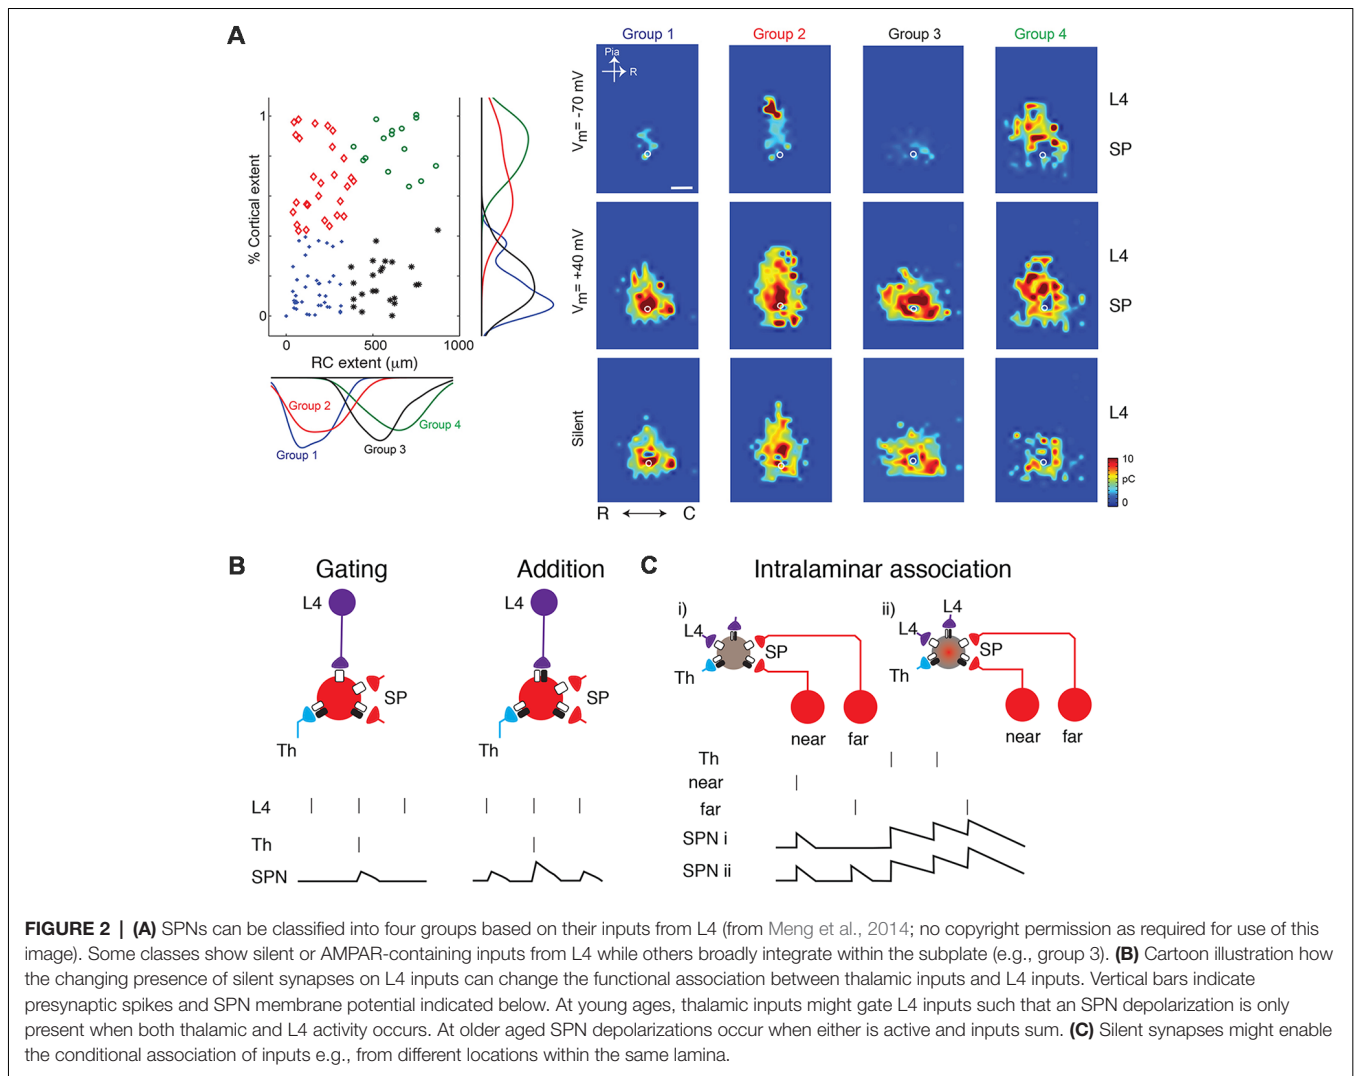 A
Group 1
Group 2
Group 3
Group 4
Pia
R
Vm= -70 mV
L4
SP
% Cortical extent
1
0
0
500
1000
RC extent (μm)
Vm= +40 mV
L4
SP
Group 2
Group 1
Group 3
Group 4
Silent
L4
10
pC
0
R
C
B
Gating
Addition
L4
L4
SP
SP
Th
Th
L4
Th
SPN
C
Intralaminar association
i)
ii)
L4
L4
L4
SP
SP
Th
Th
near
far
near
far
Th
near
far
SPN i
SPN ii
FIGURE 2 | (A) SPNs can be classified into four groups based on their inputs from L4 (from Meng et al., 2014; no copyright permission as required for use of this
image). Some classes show silent or AMPAR-containing inputs from L4 while others broadly integrate within the subplate (e.g., group 3). (B) Cartoon illustration how
the changing presence of silent synapses on L4 inputs can change the functional association between thalamic inputs and L4 inputs. Vertical bars indicate
presynaptic spikes and SPN membrane potential indicated below. At young ages, thalamic inputs might gate L4 inputs such that an SPN depolarization is only
present when both thalamic and L4 activity occurs. At older aged SPN depolarizations occur when either is active and inputs sum. (C) Silent synapses might enable
the conditional association of inputs e.g., from different locations within the same lamina.